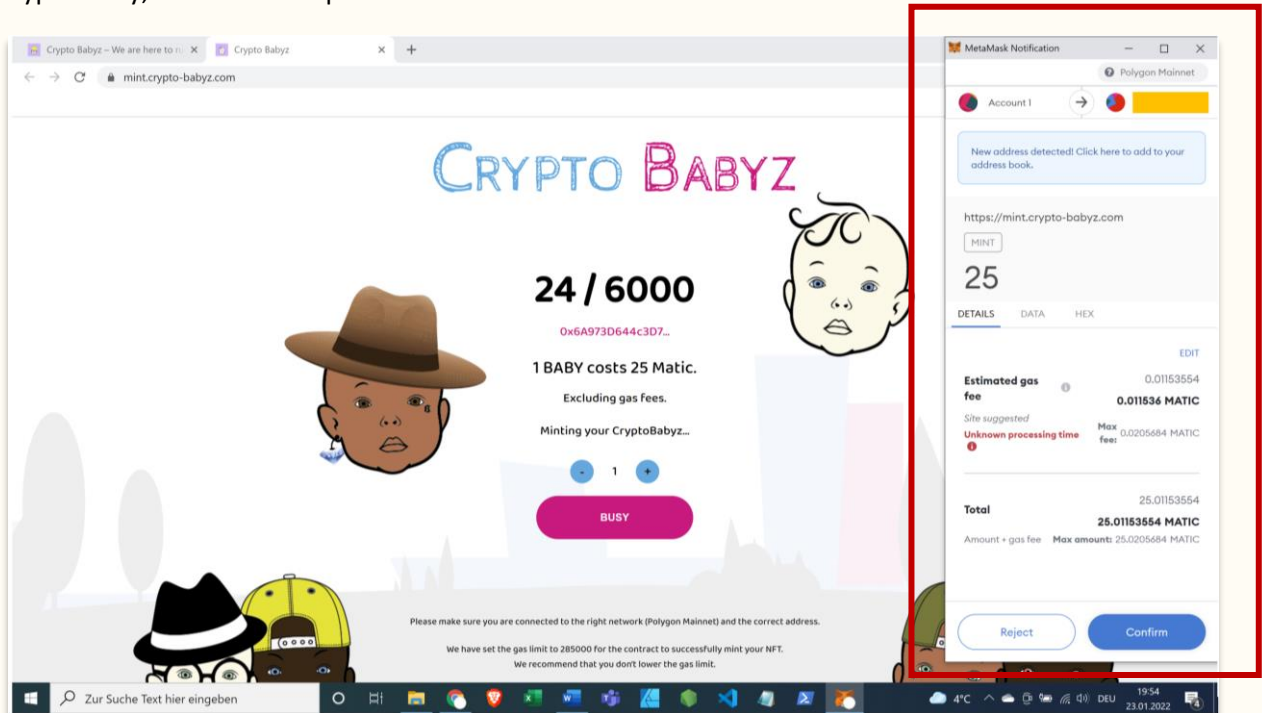 Crypto Babyz – We are here to ru
Crypto Babyz
mint.crypto-babyz.com
CRYPTO BABYZ
24 / 6000
0x6A973D644c3D7...
1 BABY costs 25 Matic.
Excluding gas fees.
Minting your CryptoBabyz...
- 1 +
BUSY
Please make sure you are connected to the right network (Polygon Mainnet) and the correct address.
We have set the gas limit to 285000 for the contract to successfully mint your NFT.
We recommend that you don't lower the gas limit.
MetaMask Notification
Polygon Mainnet
Account 1
New address detected! Click here to add to your
address book.
https://mint.crypto-babyz.com
MINT
25
DETAILS DATA HEX
EDIT
Estimated gas 0.01153554
fee 0.011536 MATIC
Site suggested
Unknown processing time Max fee: 0.0205684 MATIC
25.01153554
Total 25.01153554 MATIC
Amount + gas fee Max amount: 25.0205684 MATIC
Reject Confirm
Zur Suche Text hier eingeben
4°C DEU 19:54
23.01.2022
4